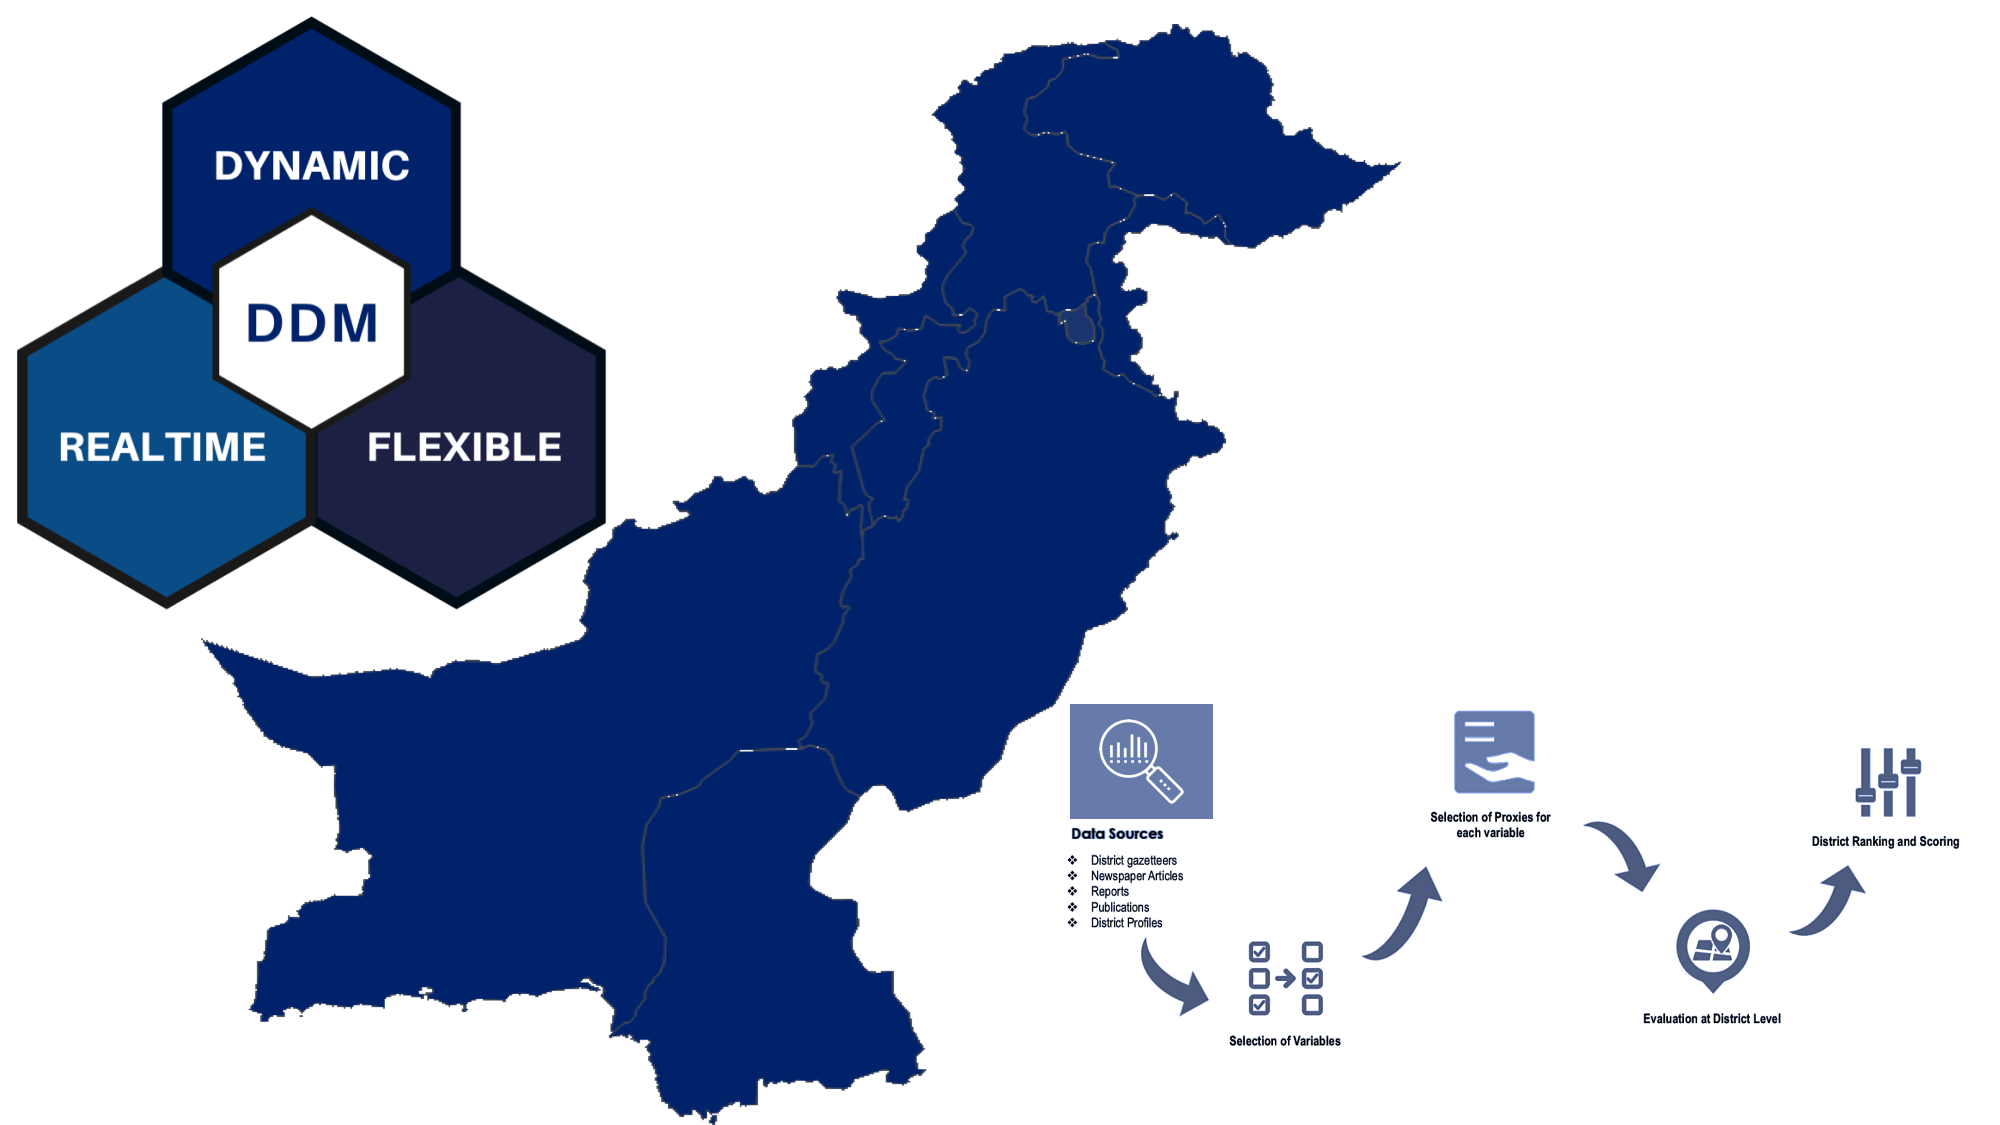 DYNAMIC
DDM
REALTIME
FLEXIBLE
Data Sources
❖ District gazetteers
❖ Newspaper Articles
❖ Reports
❖ Publications
❖ District Profiles
Selection of Variables
Selection of Proxies for
each variable
Evaluation at District Level
District Ranking and Scoring